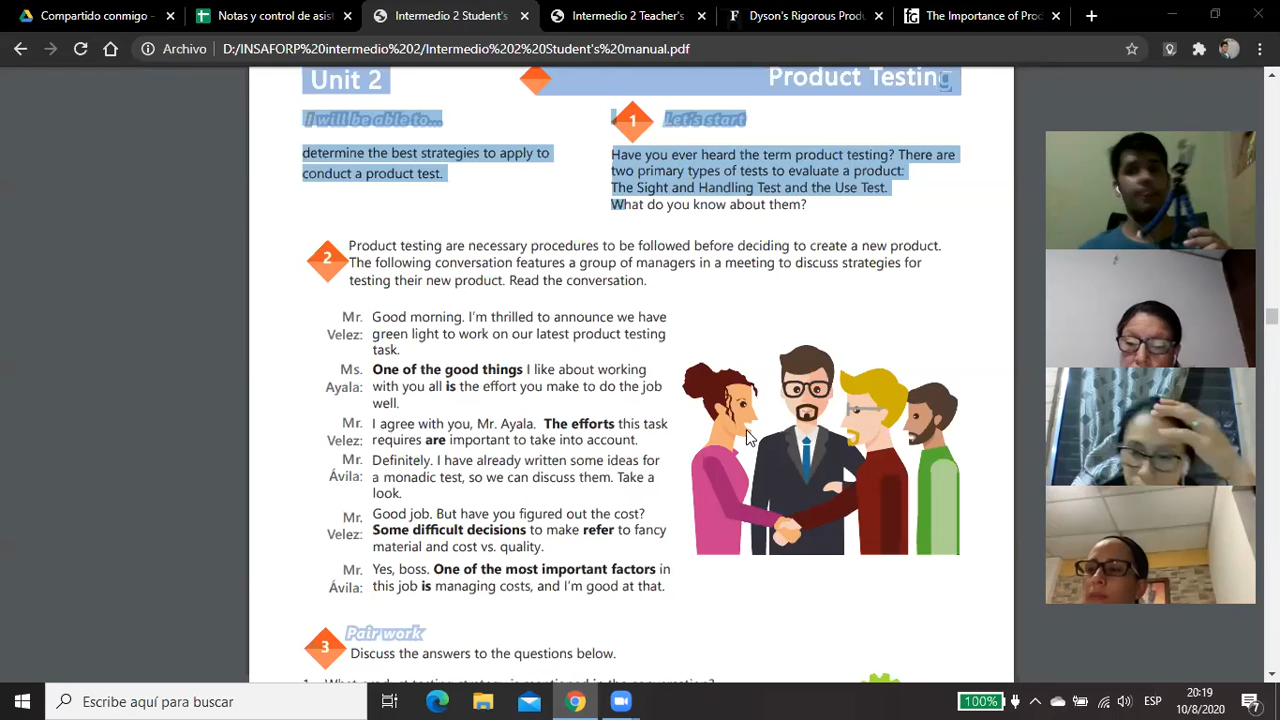 Compartido conmigo -
Notas y control de asis
Intermedio 2 Student's
Intermedio 2 Teacher's
Dyson's Rigorous Prod
The Importance of Proc
Archivo
D:/INSAFORP%20intermedio%202/Intermedio%202%20Student's%20manual.pdf
Unit 2
Product Testing
I will be able to...
determine the best strategies to apply to
conduct a product test.
1
Let's start
Have you ever heard the term product testing? There are
two primary types of tests to evaluate a product:
The Sight and Handling Test and the Use Test.
What do you know about them?
2
Product testing are necessary procedures to be followed before deciding to create a new product.
The following conversation features a group of managers in a meeting to discuss strategies for
testing their new product. Read the conversation.
Mr. Good morning. I'm thrilled to announce we have
Velez: green light to work on our latest product testing
task.
Ms. One of the good things I like about working
Ayala: with you all is the effort you make to do the job
well.
Mr. I agree with you, Mr. Ayala. The efforts this task
Velez: requires are important to take into account.
Mr. Definitely. I have already written some ideas for
Ávila: a monadic test, so we can discuss them. Take a
look.
Mr. Good job. But have you figured out the cost?
Velez: Some difficult decisions to make refer to fancy
material and cost vs. quality.
Mr. Yes, boss. One of the most important factors in
Ávila: this job is managing costs, and I'm good at that.
3
Pair work
Discuss the answers to the questions below.
1. What product testing strategy is mentioned in the conversation?
Escribe aquí para buscar
100%
ESP
20:19
10/8/2020
7